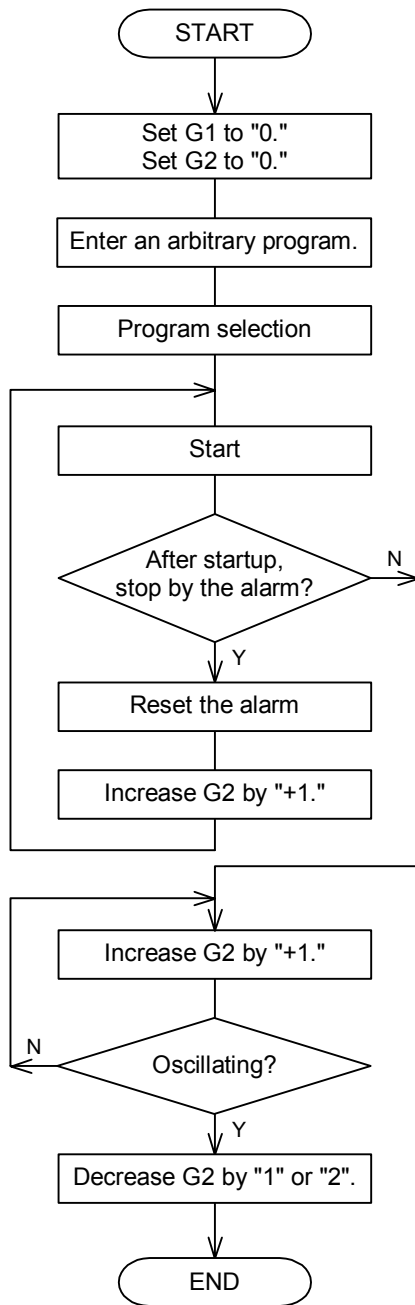 START
Set G1 to "0."
Set G2 to "0."
Enter an arbitrary program.
Program selection
Start
After startup,
stop by the alarm?
N
Y
Reset the alarm
Increase G2 by "+1."
Increase G2 by "+1."
N
Oscillating?
Y
Decrease G2 by "1" or "2".
END